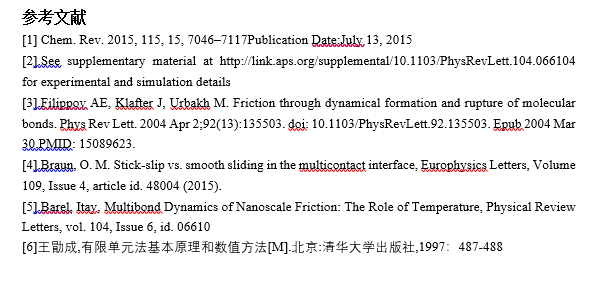 参考文献
[1] Chem. Rev. 2015, 115, 15, 7046–7117Publication Date:July 13, 2015
[2].See supplementary material at http://link.aps.org/supplemental/10.1103/PhysRevLett.104.066104
for experimental and simulation details
[3].Filippov AE, Klafter J, Urbakh M. Friction through dynamical formation and rupture of molecular
bonds. Phys Rev Lett. 2004 Apr 2;92(13):135503. doi: 10.1103/PhysRevLett.92.135503. Epub 2004 Mar
30.PMID: 15089623.
[4].Braun, O. M. Stick-slip vs. smooth sliding in the multicontact interface, Europhysics Letters, Volume
109, Issue 4, article id. 48004 (2015).
[5].Barel, Itay, Multibond Dynamics of Nanoscale Friction: The Role of Temperature, Physical Review
Letters, vol. 104, Issue 6, id. 06610
[6]王勖成,有限单元法基本原理和数值方法[M].北京:清华大学出版社,1997：487-488